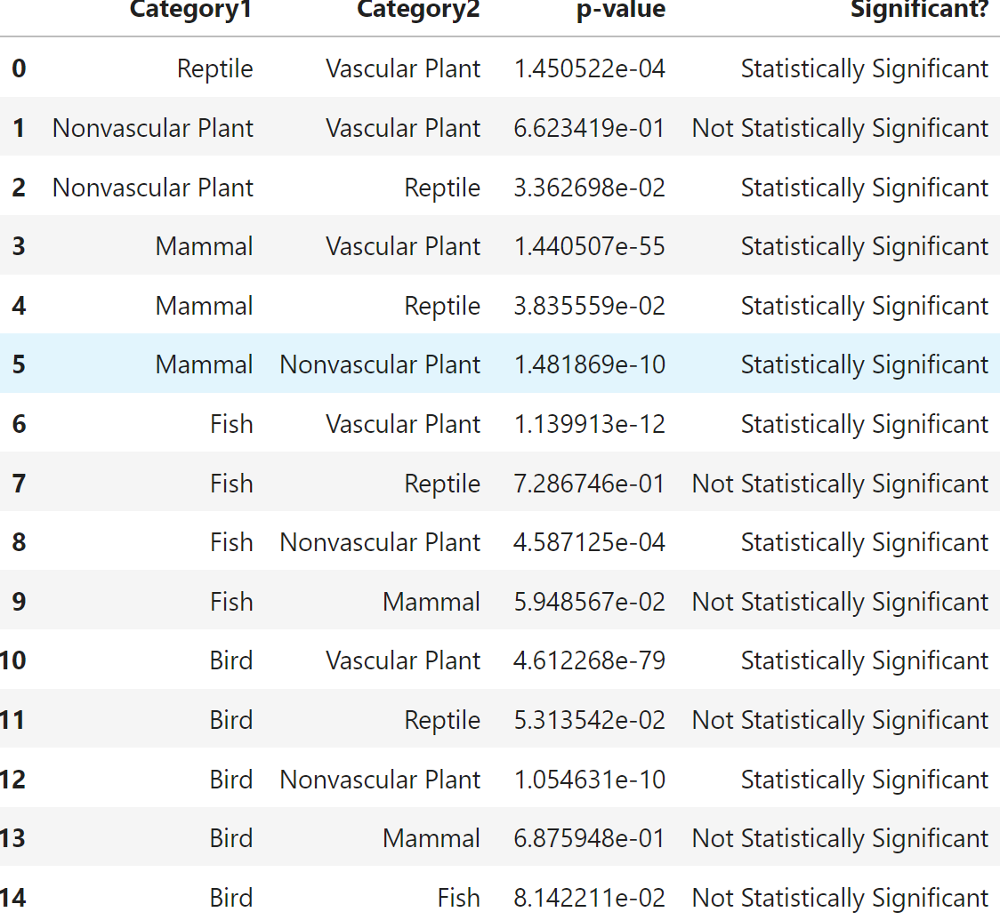 Category1 Category2 p-value Significant?
0 Reptile Vascular Plant 1.450522e-04 Statistically Significant
1 Nonvascular Plant Vascular Plant 6.623419e-01 Not Statistically Significant
2 Nonvascular Plant Reptile 3.362698e-02 Statistically Significant
3 Mammal Vascular Plant 1.440507e-55 Statistically Significant
4 Mammal Reptile 3.835559e-02 Statistically Significant
5 Mammal Nonvascular Plant 1.481869e-10 Statistically Significant
6 Fish Vascular Plant 1.139913e-12 Statistically Significant
7 Fish Reptile 7.286746e-01 Not Statistically Significant
8 Fish Nonvascular Plant 4.587125e-04 Statistically Significant
9 Fish Mammal 5.948567e-02 Not Statistically Significant
10 Bird Vascular Plant 4.612268e-79 Statistically Significant
11 Bird Reptile 5.313542e-02 Not Statistically Significant
12 Bird Nonvascular Plant 1.054631e-10 Statistically Significant
13 Bird Mammal 6.875948e-01 Not Statistically Significant
14 Bird Fish 8.142211e-02 Not Statistically Significant